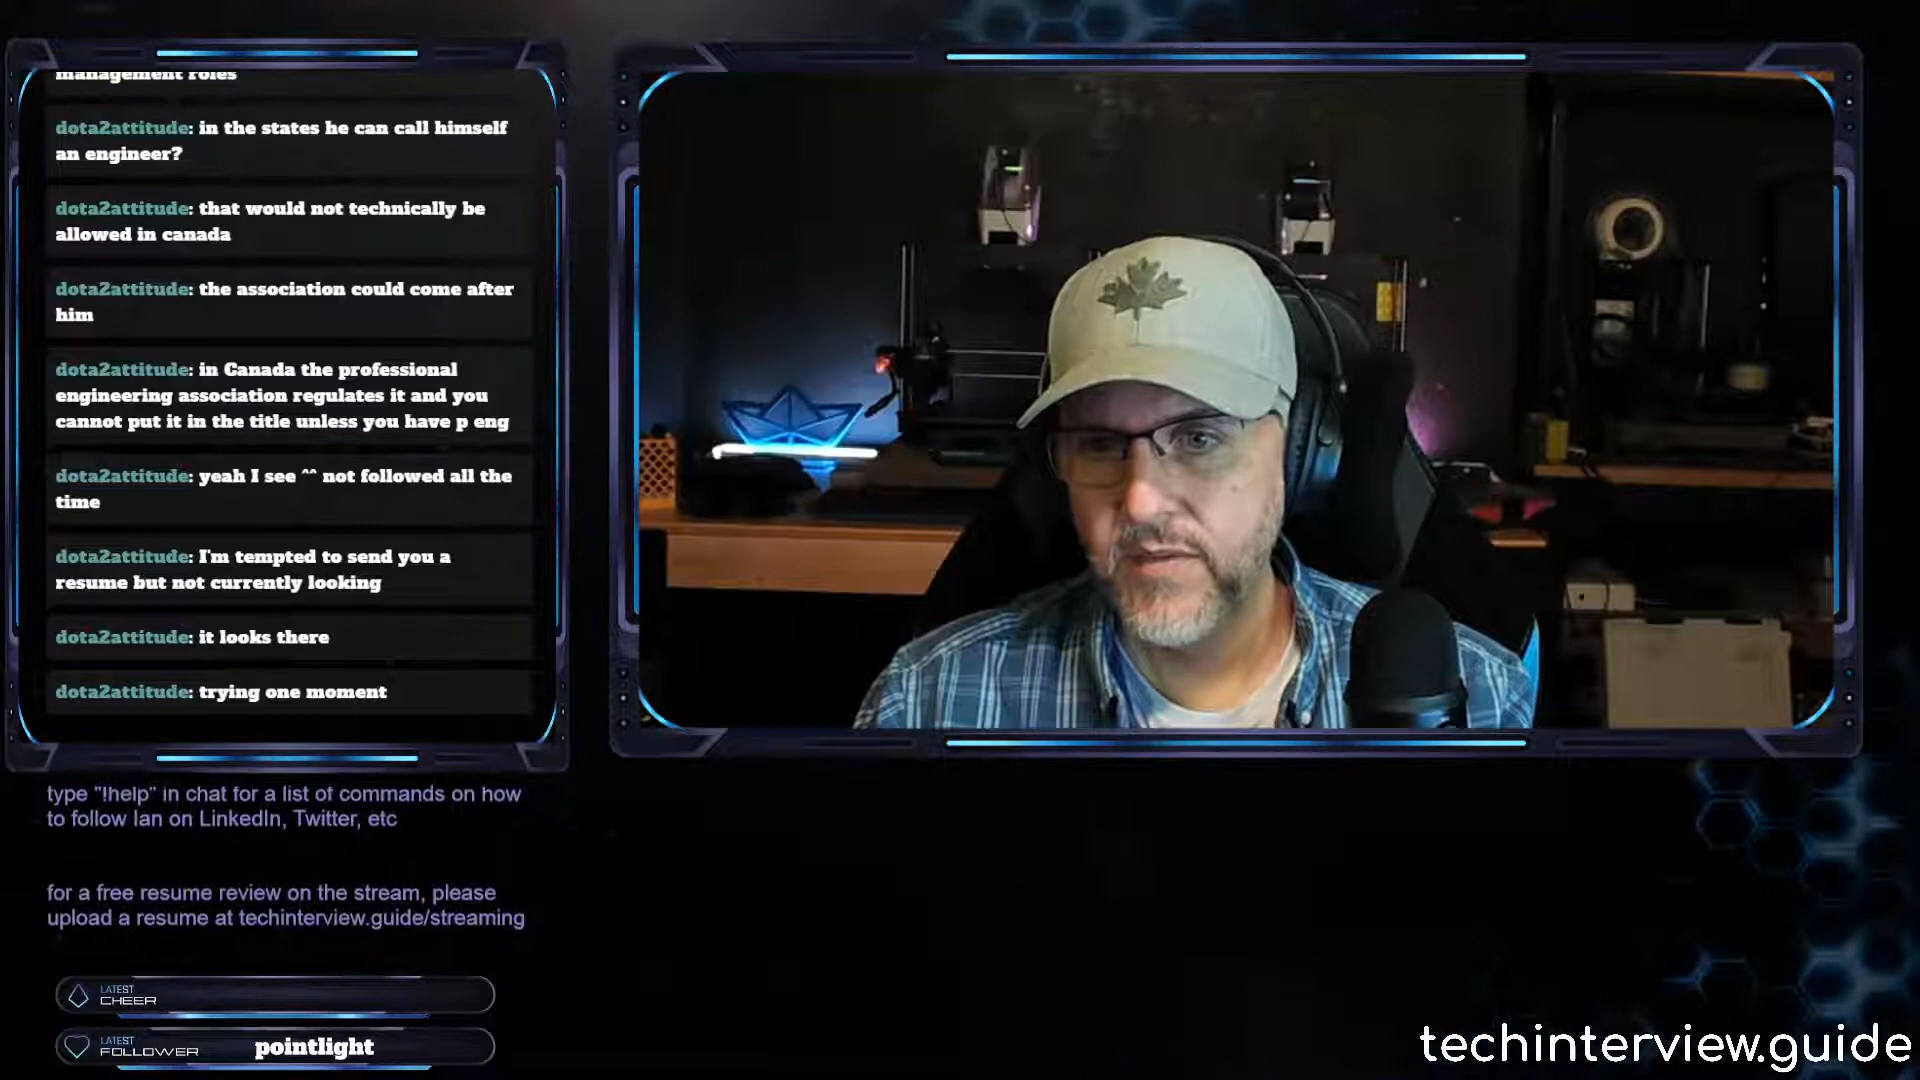 management roles
dota2attitude: in the states he can call himself
an engineer?
dota2attitude: that would not technically be
allowed in canada
dota2attitude: the association could come after
him
dota2attitude: in Canada the professional
engineering association regulates it and you
cannot put it in the title unless you have p eng
dota2attitude: yeah I see ^^ not followed all the
time
dota2attitude: I'm tempted to send you a
resume but not currently looking
dota2attitude: it looks there
dota2attitude: trying one moment
type "!help" in chat for a list of commands on how
to follow Ian on LinkedIn, Twitter, etc
for a free resume review on the stream, please
upload a resume at techinterview.guide/streaming
LATEST
CHEER
LATEST
FOLLOWER
pointlight
techinterview.guide